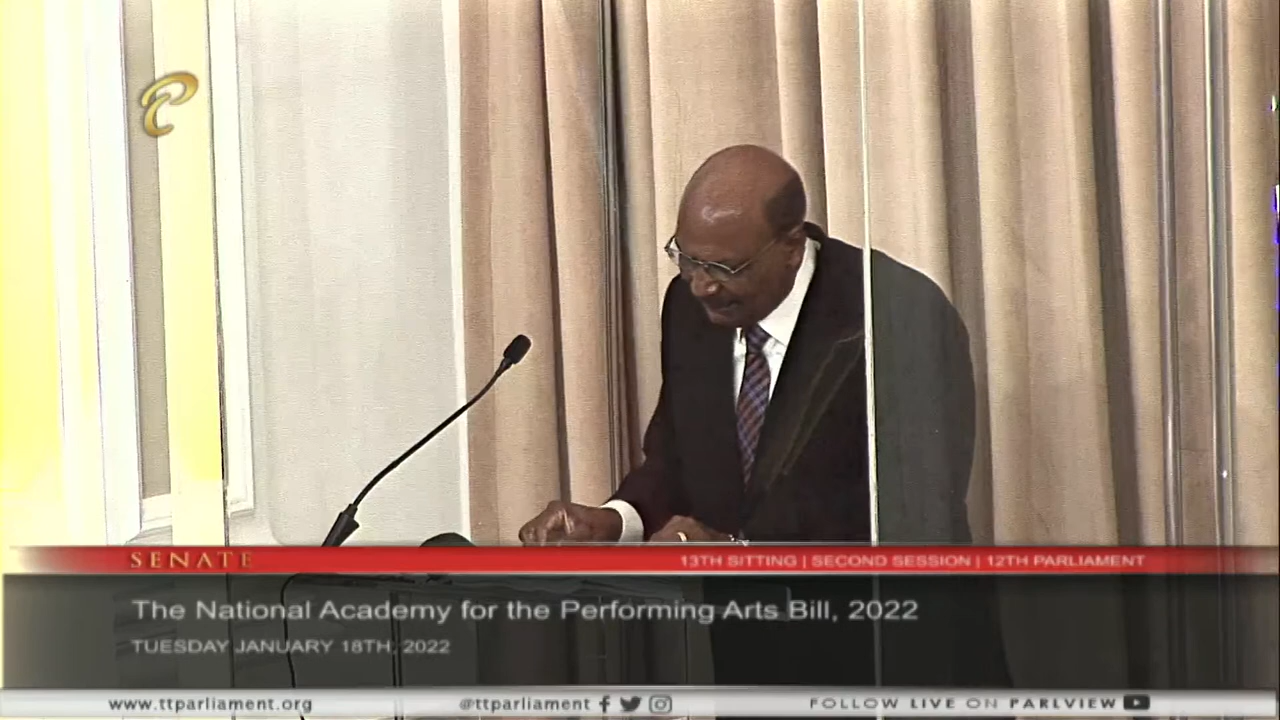 SENATE
13TH SITTING | SECOND SESSION | 12TH PARLIAMENT
The National Academy for the Performing Arts Bill, 2022
TUESDAY JANUARY 18TH, 2022
www.ttparliament.org
@ttparliament
FOLLOW LIVE ON PARLVIEW